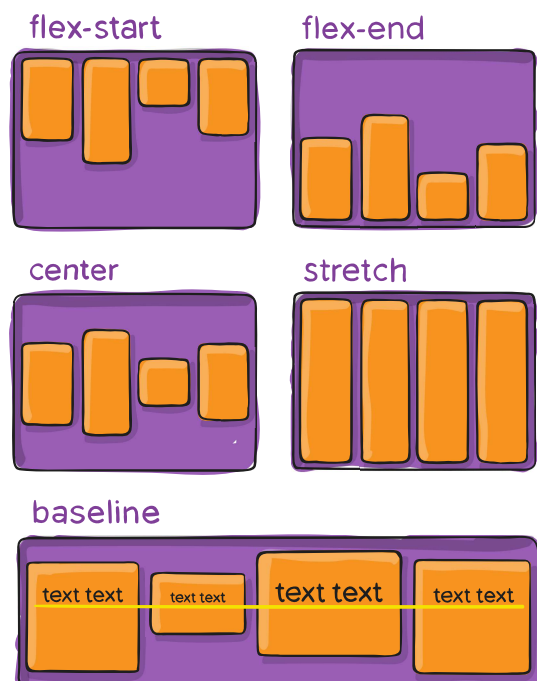 flex-start
flex-end
center
stretch
baseline
text text
text text
text text
text text